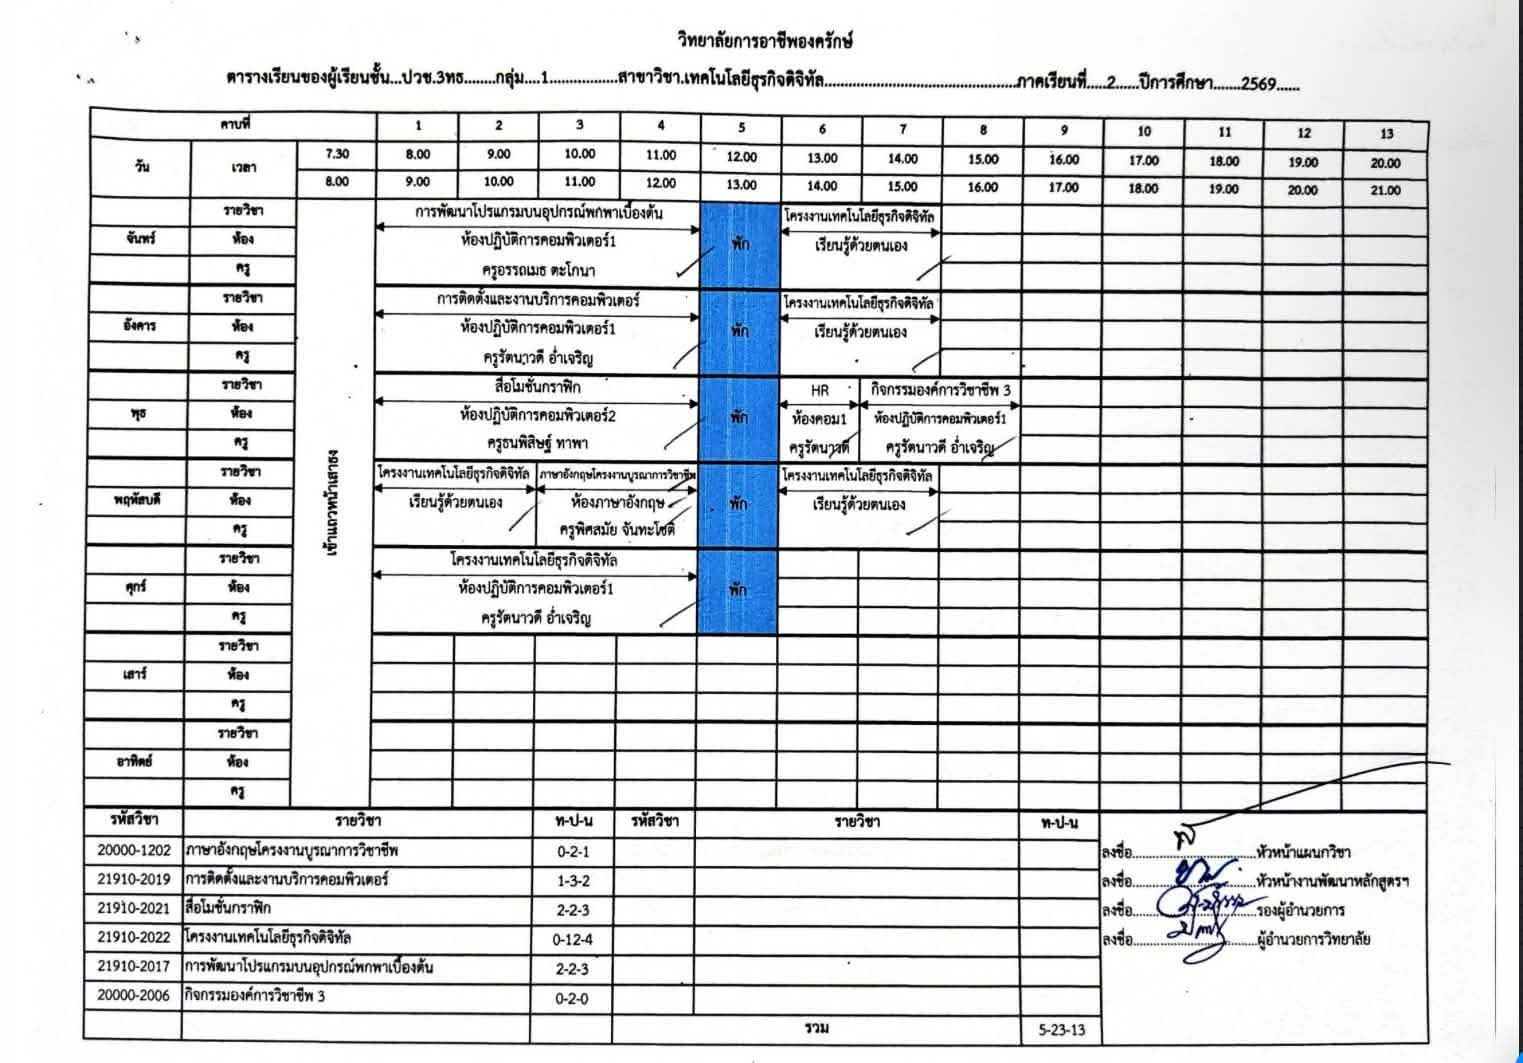 วิทยาลัยการอาชีพองครักษ์
ตารางเรียนของผู้เรียนชั้น...ปวช.3ทธ........กลุ่ม....1.................สาขาวิชา.เทคโนโลยีธุรกิจดิจิทัล................................................ภาคเรียนที่.....2......ปีการศึกษา.......2569......
คาบที่ 1 2 3 4 5 6 7 8 9 10 11 12 13
วัน เวลา 7.30 8.00 9.00 10.00 11.00 12.00 13.00 14.00 15.00 16.00 17.00 18.00 19.00 20.00
8.00 9.00 10.00 11.00 12.00 13.00 14.00 15.00 16.00 17.00 18.00 19.00 20.00 21.00
เข้าแถวหน้าเสาธง
รายวิชา การพัฒนาโปรแกรมบนอุปกรณ์พกพาเบื้องต้น โครงงานเทคโนโลยีธุรกิจดิจิทัล
จันทร์ ห้อง ห้องปฏิบัติการคอมพิวเตอร์1 พัก เรียนรู้ด้วยตนเอง
ครู ครูอรรถเมธ ตะโกนา
รายวิชา การติดตั้งและงานบริการคอมพิวเตอร์ โครงงานเทคโนโลยีธุรกิจดิจิทัล
อังคาร ห้อง ห้องปฏิบัติการคอมพิวเตอร์1 พัก เรียนรู้ด้วยตนเอง
ครู ครูรัตนาวดี อ่ำเจริญ
รายวิชา สื่อโมชั่นกราฟิก HR กิจกรรมองค์การวิชาชีพ 3
พุธ ห้อง ห้องปฏิบัติการคอมพิวเตอร์2 พัก ห้องคอม1 ห้องปฏิบัติการคอมพิวเตอร์1
ครู ครูธนพิสิษฐ์ ทาพา ครูรัตนาวดี ครูรัตนาวดี อ่ำเจริญ
รายวิชา โครงงานเทคโนโลยีธุรกิจดิจิทัล ภาษาอังกฤษโครงงานบูรณาการวิชาชีพ โครงงานเทคโนโลยีธุรกิจดิจิทัล
พฤหัสบดี ห้อง เรียนรู้ด้วยตนเอง ห้องภาษาอังกฤษ พัก เรียนรู้ด้วยตนเอง
ครู ครูพิศสมัย จันทะโชติ
รายวิชา โครงงานเทคโนโลยีธุรกิจดิจิทัล
ศุกร์ ห้อง ห้องปฏิบัติการคอมพิวเตอร์1 พัก
ครู ครูรัตนาวดี อ่ำเจริญ
รายวิชา
เสาร์ ห้อง
ครู
รายวิชา
อาทิตย์ ห้อง
ครู
รหัสวิชา รายวิชา ท-ป-น รหัสวิชา รายวิชา ท-ป-น
20000-1202 ภาษาอังกฤษโครงงานบูรณาการวิชาชีพ 0-2-1
21910-2019 การติดตั้งและงานบริการคอมพิวเตอร์ 1-3-2
21910-2021 สื่อโมชั่นกราฟิก 2-2-3
21910-2022 โครงงานเทคโนโลยีธุรกิจดิจิทัล 0-12-4
21910-2017 การพัฒนาโปรแกรมบนอุปกรณ์พกพาเบื้องต้น 2-2-3
20000-2006 กิจกรรมองค์การวิชาชีพ 3 0-2-0
รวม 5-23-13
ลงชื่อ..............................หัวหน้าแผนกวิชา
ลงชื่อ..............................หัวหน้างานพัฒนาหลักสูตรฯ
ลงชื่อ..............................รองผู้อำนวยการ
ลงชื่อ..............................ผู้อำนวยการวิทยาลัย